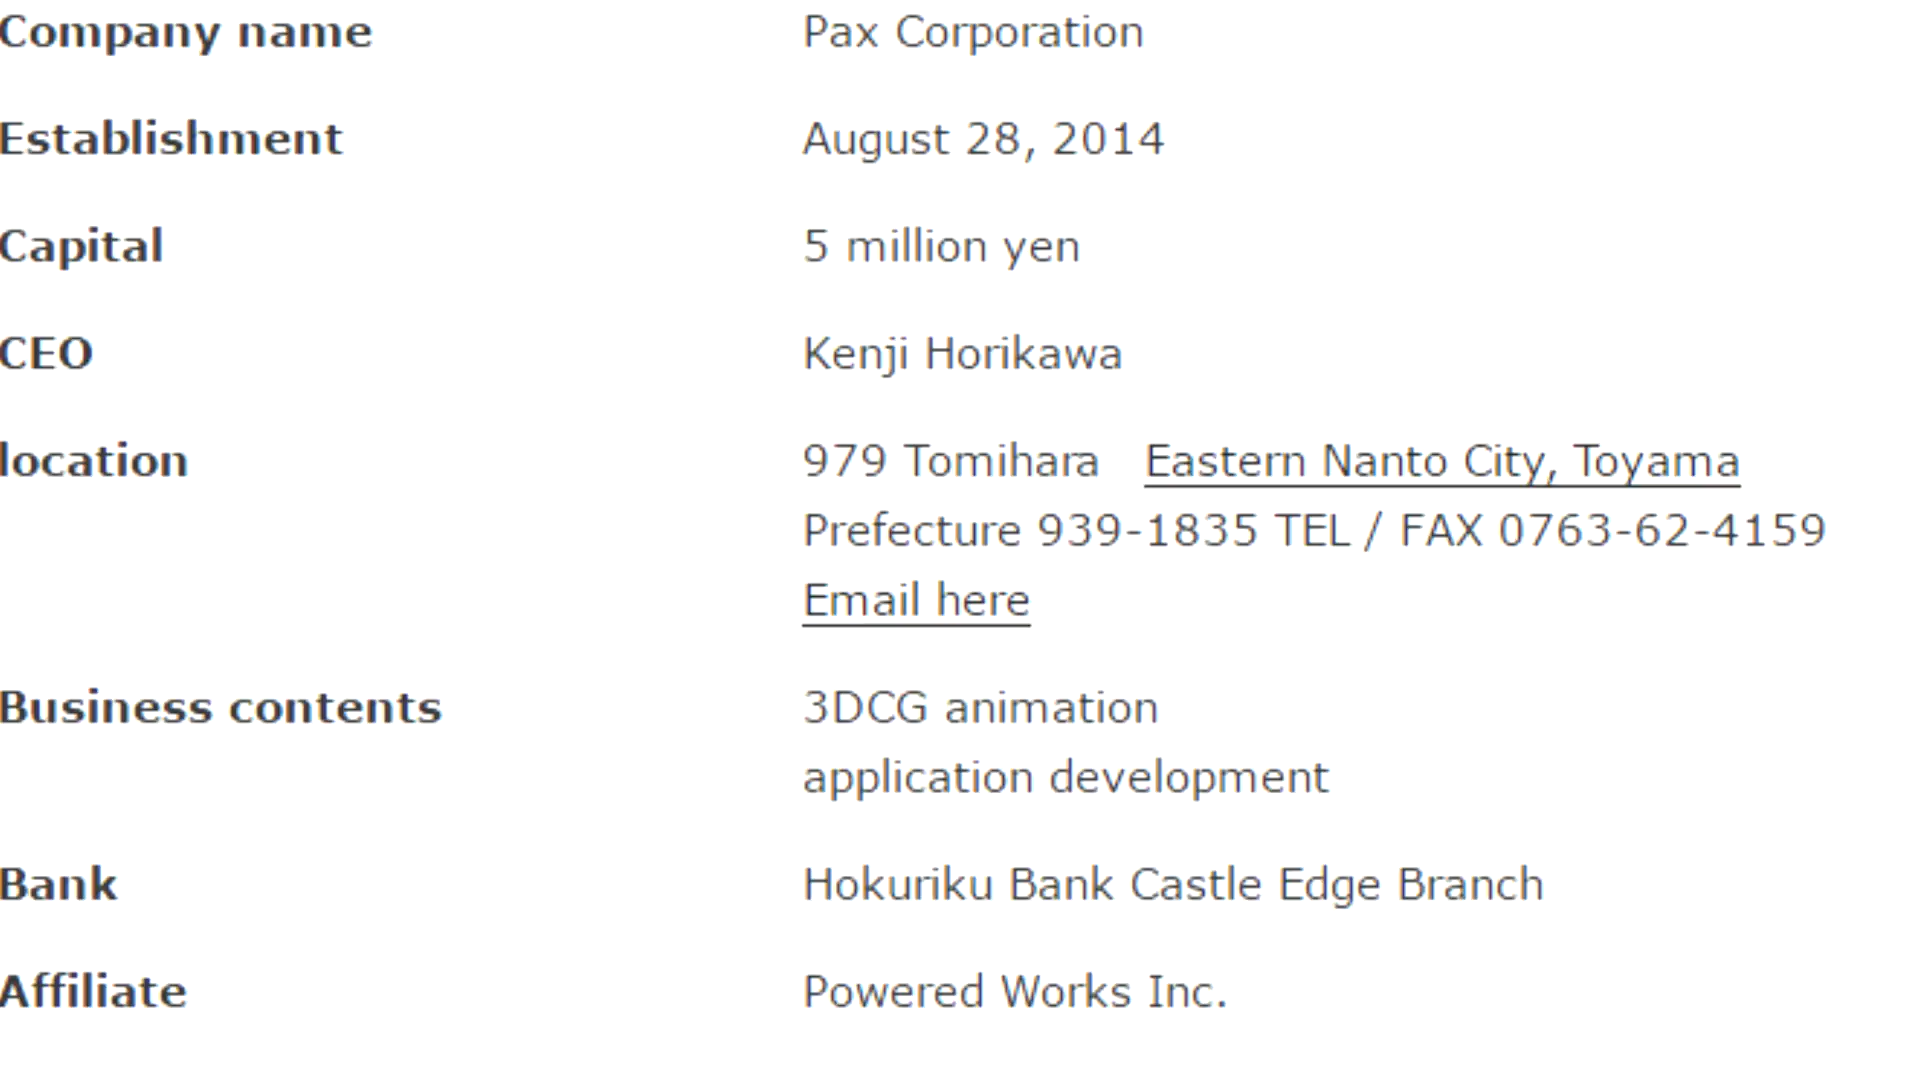 Company name Pax Corporation
Establishment August 28, 2014
Capital 5 million yen
CEO Kenji Horikawa
location 979 Tomihara Eastern Nanto City, Toyama
Prefecture 939-1835 TEL / FAX 0763-62-4159
Email here
Business contents 3DCG animation
application development
Bank Hokuriku Bank Castle Edge Branch
Affiliate Powered Works Inc.